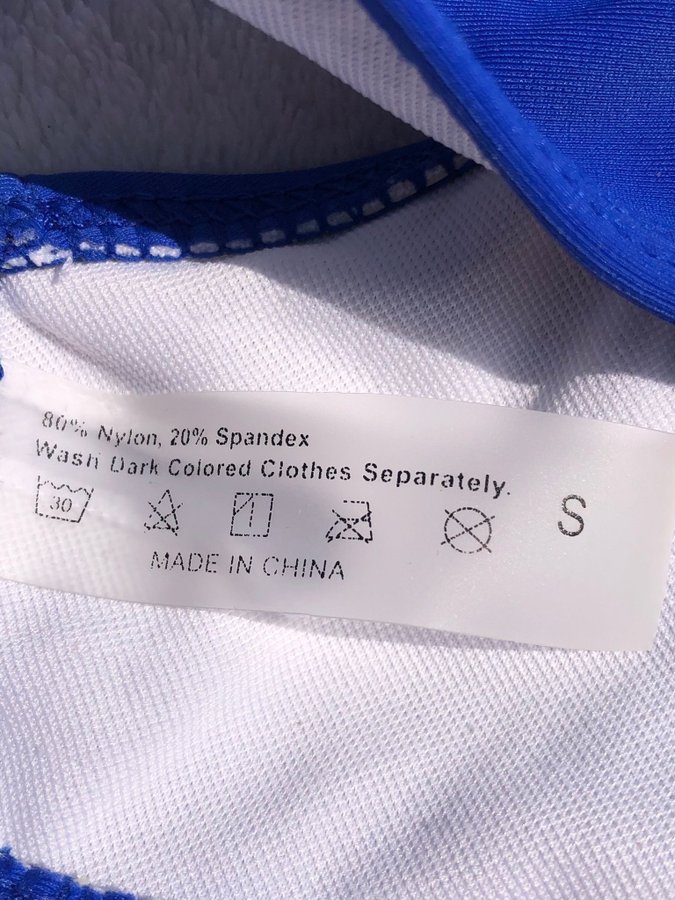 80% Nylon, 20% Spandex
Wash Dark Colored Clothes Separately.
30
S
MADE IN CHINA